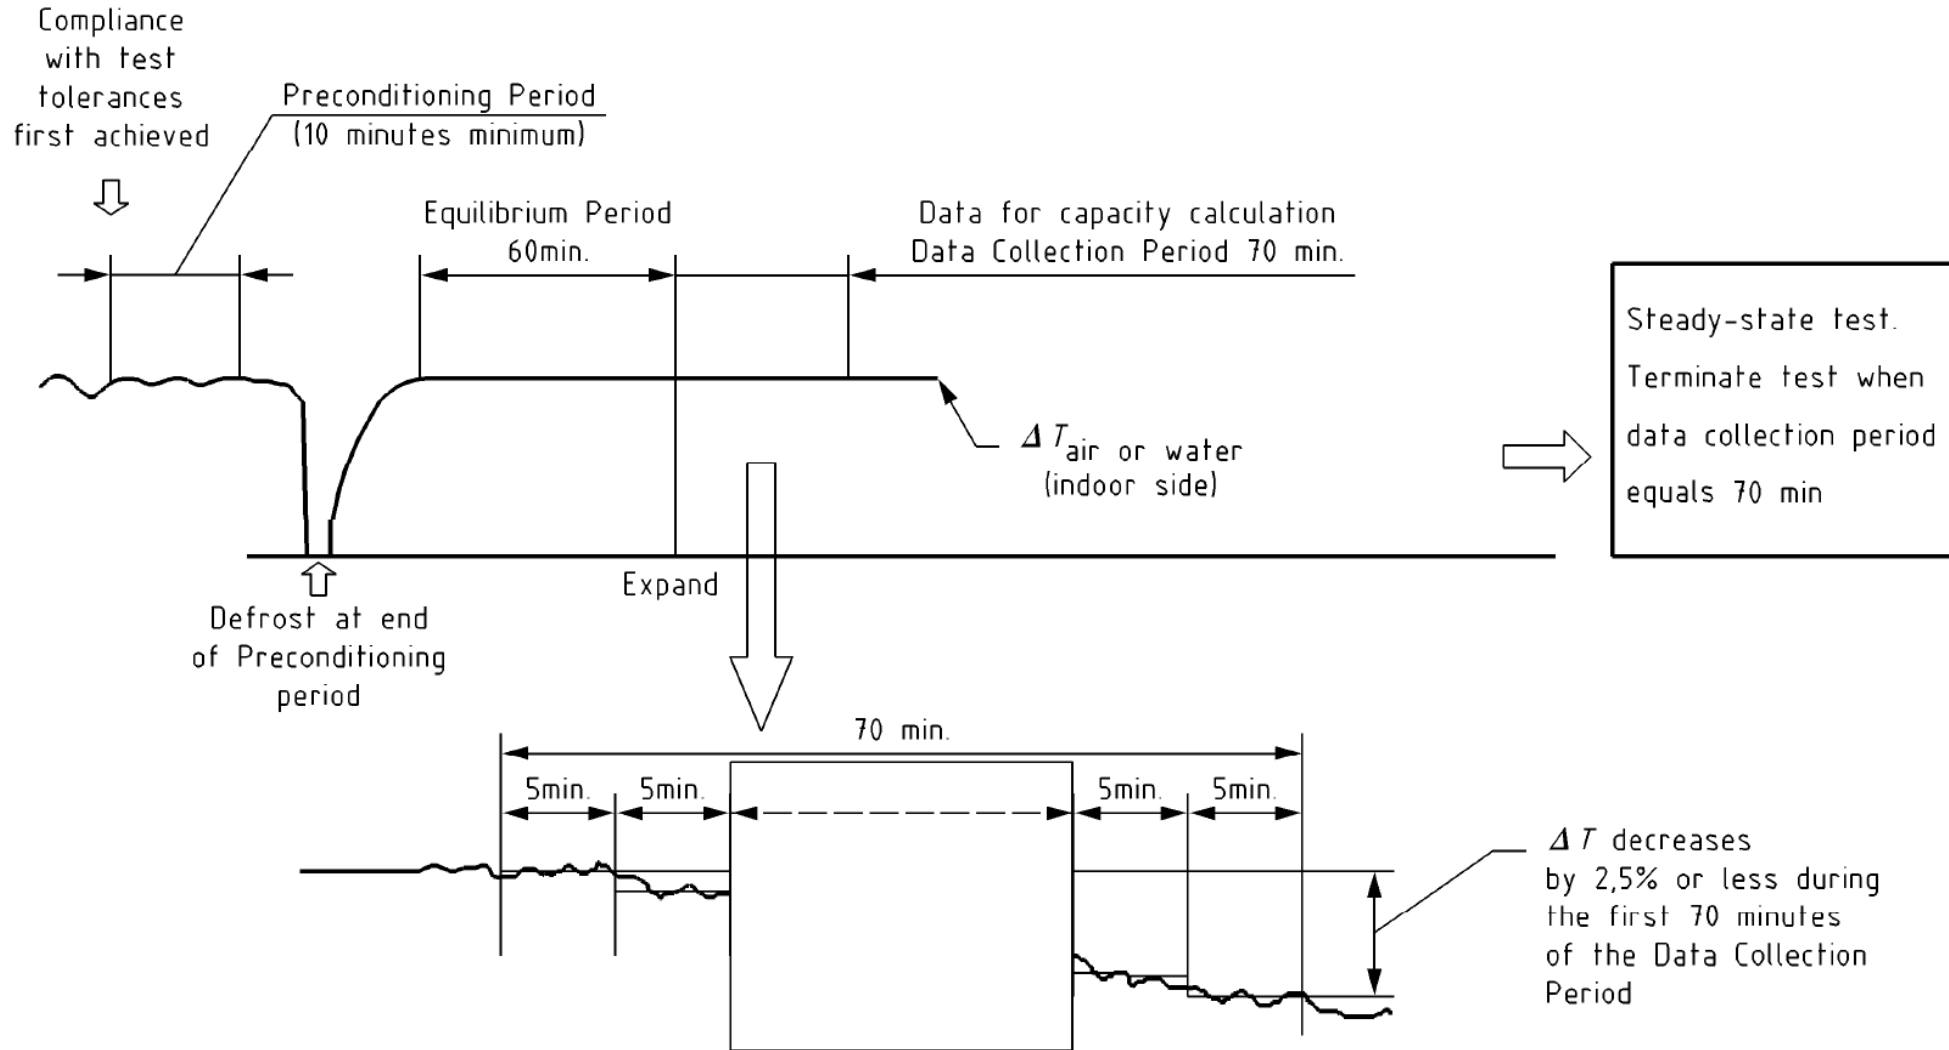 Compliance
with test
tolerances
first achieved
Preconditioning Period
(10 minutes minimum)
Equilibrium Period
60min.
Data for capacity calculation
Data Collection Period 70 min.
Steady-state test.
Terminate test when
data collection period
equals 70 min
ΔT air or water
(indoor side)
Expand
Defrost at end
of Preconditioning
period
70 min.
5min.
5min.
5min.
5min.
ΔT decreases
by 2,5% or less during
the first 70 minutes
of the Data Collection
Period